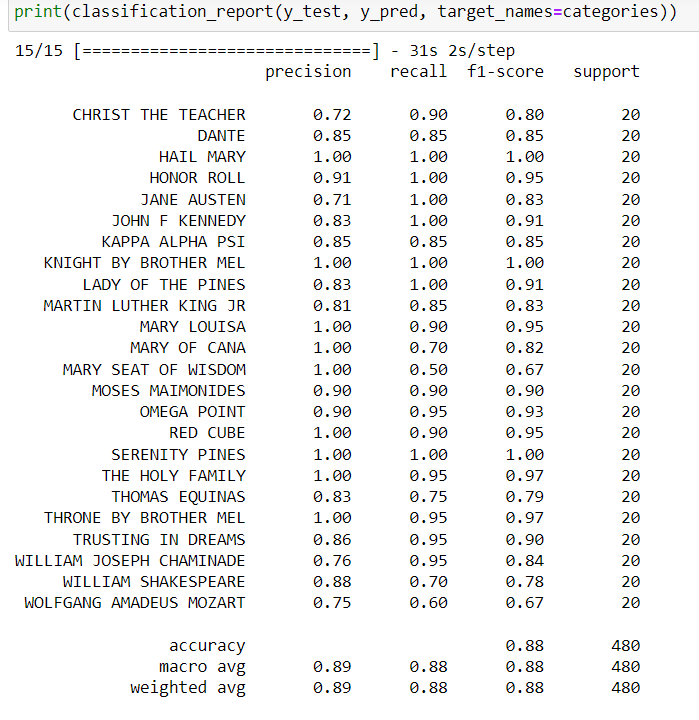 print(classification_report(y_test, y_pred, target_names=categories))
15/15 [==============================] - 31s 2s/step
precision recall f1-score support
CHRIST THE TEACHER 0.72 0.90 0.80 20
DANTE 0.85 0.85 0.85 20
HAIL MARY 1.00 1.00 1.00 20
HONOR ROLL 0.91 1.00 0.95 20
JANE AUSTEN 0.71 1.00 0.83 20
JOHN F KENNEDY 0.83 1.00 0.91 20
KAPPA ALPHA PSI 0.85 0.85 0.85 20
KNIGHT BY BROTHER MEL 1.00 1.00 1.00 20
LADY OF THE PINES 0.83 1.00 0.91 20
MARTIN LUTHER KING JR 0.81 0.85 0.83 20
MARY LOUISA 1.00 0.90 0.95 20
MARY OF CANA 1.00 0.70 0.82 20
MARY SEAT OF WISDOM 1.00 0.50 0.67 20
MOSES MAIMONIDES 0.90 0.90 0.90 20
OMEGA POINT 0.90 0.95 0.93 20
RED CUBE 1.00 0.90 0.95 20
SERENITY PINES 1.00 1.00 1.00 20
THE HOLY FAMILY 1.00 0.95 0.97 20
THOMAS EQUINAS 0.83 0.75 0.79 20
THRONE BY BROTHER MEL 1.00 0.95 0.97 20
TRUSTING IN DREAMS 0.86 0.95 0.90 20
WILLIAM JOSEPH CHAMINADE 0.76 0.95 0.84 20
WILLIAM SHAKESPEARE 0.88 0.70 0.78 20
WOLFGANG AMADEUS MOZART 0.75 0.60 0.67 20
accuracy 0.88 480
macro avg 0.89 0.88 0.88 480
weighted avg 0.89 0.88 0.88 480